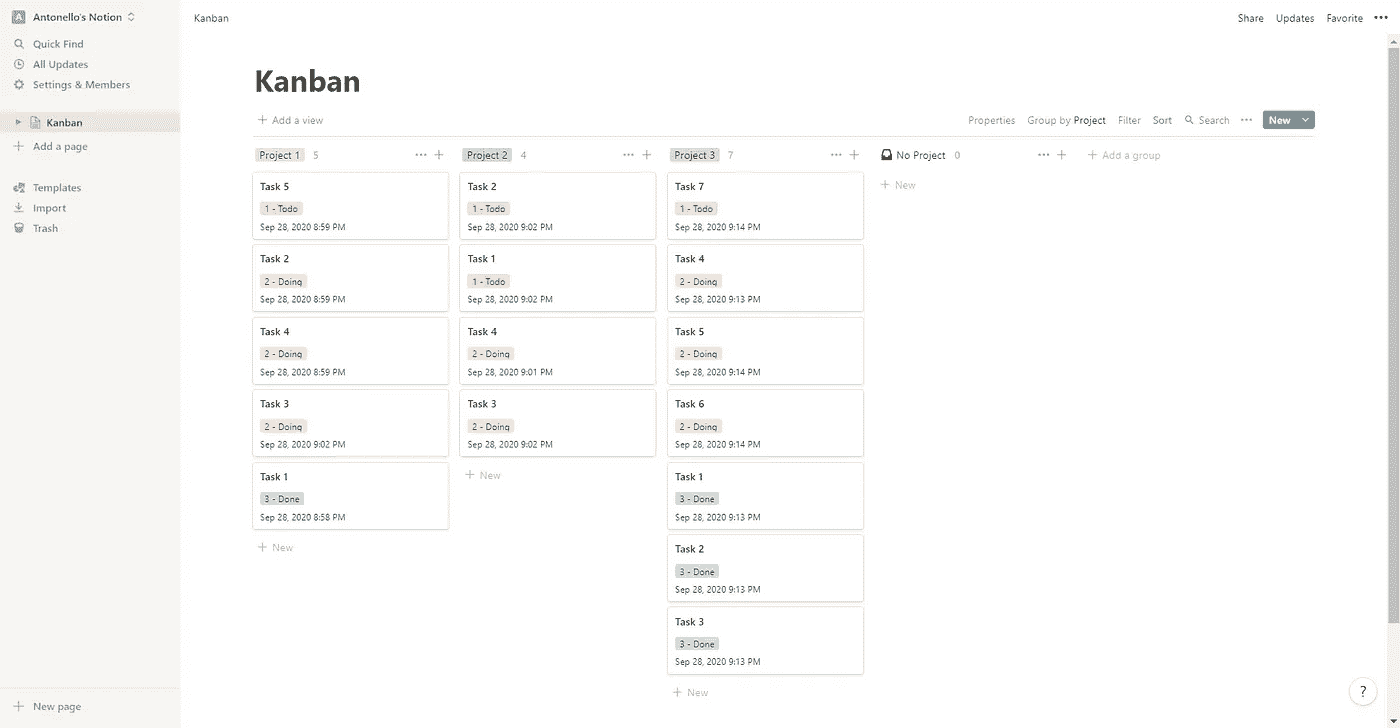 Antonello's Notion
Quick Find
All Updates
Settings & Members
Kanban
Add a page
Templates
Import
Trash
New page
Kanban
Share Updates Favorite •••
Kanban
+ Add a view
Properties Group by Project Filter Sort Search ••• New
Project 1 5 ••• +
Task 5
1 - Todo
Sep 28, 2020 8:59 PM
Task 2
2 - Doing
Sep 28, 2020 8:59 PM
Task 4
2 - Doing
Sep 28, 2020 8:59 PM
Task 3
2 - Doing
Sep 28, 2020 9:02 PM
Task 1
3 - Done
Sep 28, 2020 8:58 PM
+ New
Project 2 4 ••• +
Task 2
1 - Todo
Sep 28, 2020 9:02 PM
Task 1
1 - Todo
Sep 28, 2020 9:02 PM
Task 4
2 - Doing
Sep 28, 2020 9:01 PM
Task 3
2 - Doing
Sep 28, 2020 9:02 PM
+ New
Project 3 7 ••• +
Task 7
1 - Todo
Sep 28, 2020 9:14 PM
Task 4
2 - Doing
Sep 28, 2020 9:13 PM
Task 5
2 - Doing
Sep 28, 2020 9:14 PM
Task 6
2 - Doing
Sep 28, 2020 9:14 PM
Task 1
3 - Done
Sep 28, 2020 9:13 PM
Task 2
3 - Done
Sep 28, 2020 9:13 PM
Task 3
3 - Done
Sep 28, 2020 9:13 PM
+ New
No Project 0 ••• +
+ New
+ Add a group
?